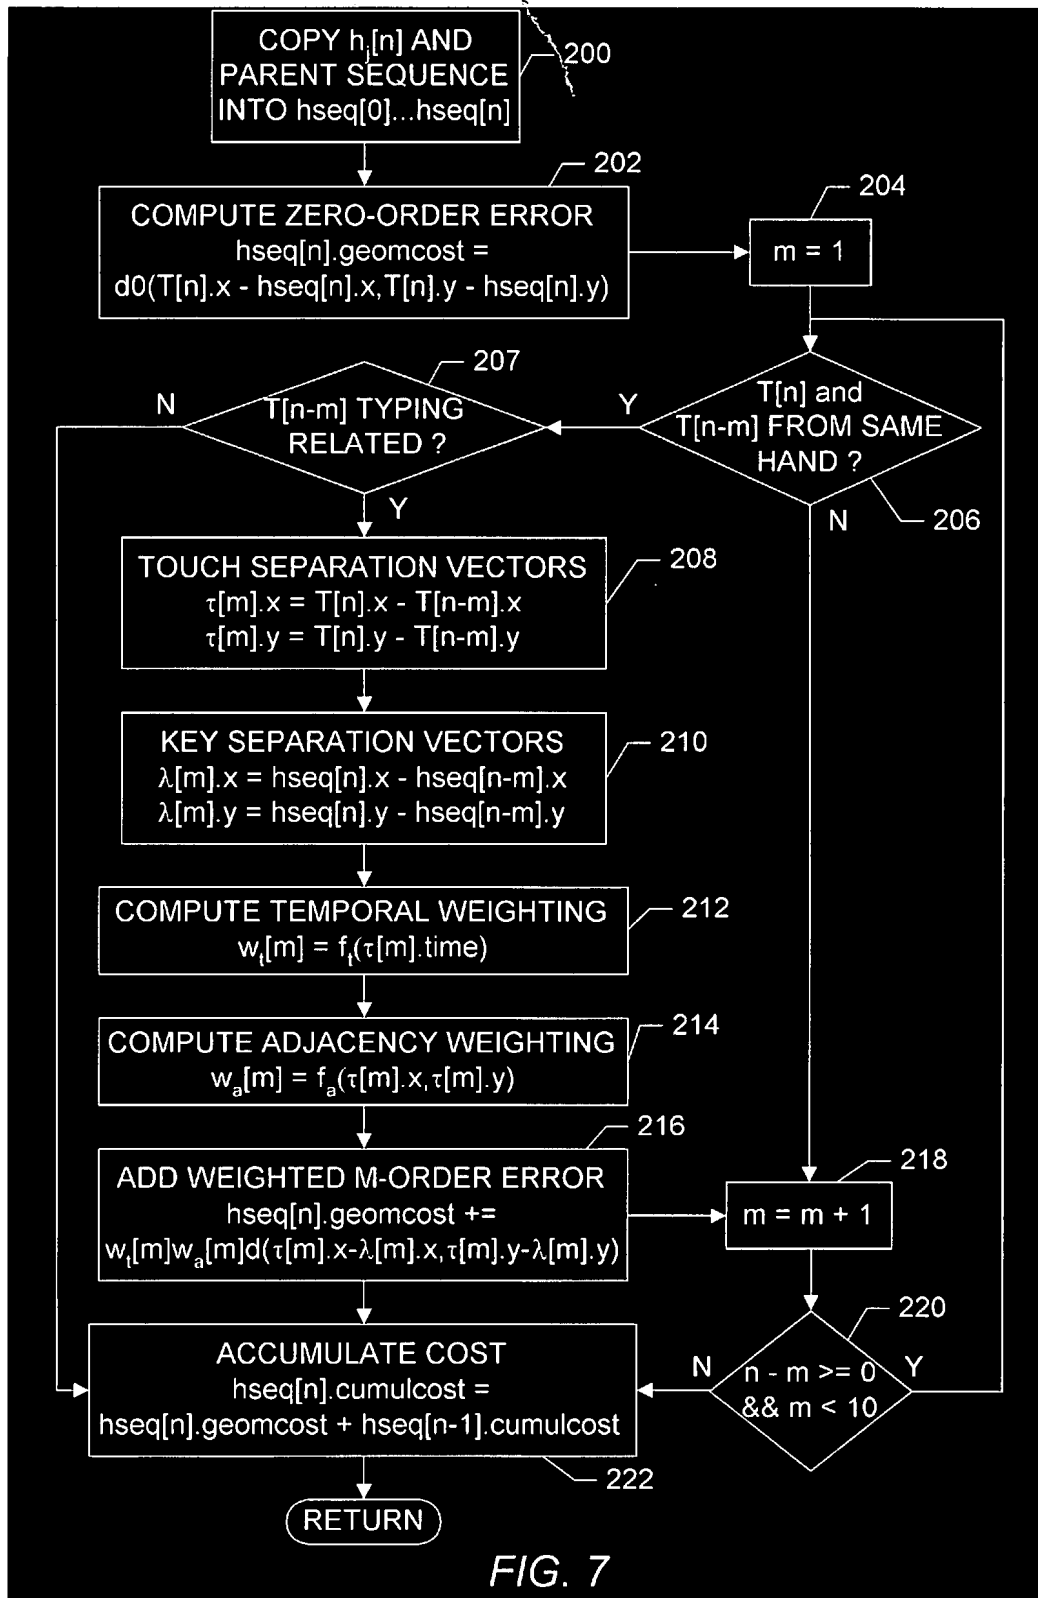 COPY hj[n] AND
PARENT SEQUENCE
INTO hseq[0]...hseq[n]
200
202
COMPUTE ZERO-ORDER ERROR
hseq[n].geomcost =
d0(T[n].x - hseq[n].x,T[n].y - hseq[n].y)
204
m = 1
207
N
T[n-m] TYPING
RELATED ?
Y
Y
T[n] and
T[n-m] FROM SAME
HAND ?
206
N
TOUCH SEPARATION VECTORS
τ[m].x = T[n].x - T[n-m].x
τ[m].y = T[n].y - T[n-m].y
208
KEY SEPARATION VECTORS
λ[m].x = hseq[n].x - hseq[n-m].x
λ[m].y = hseq[n].y - hseq[n-m].y
210
COMPUTE TEMPORAL WEIGHTING
wt[m] = ft(τ[m].time)
212
COMPUTE ADJACENCY WEIGHTING
wa[m] = fa(τ[m].x,τ[m].y)
214
216
ADD WEIGHTED M-ORDER ERROR
hseq[n].geomcost +=
wt[m]wa[m]d(τ[m].x-λ[m].x,τ[m].y-λ[m].y)
218
m = m + 1
220
N
n - m >= 0
&& m < 10
Y
ACCUMULATE COST
hseq[n].cumulcost =
hseq[n].geomcost + hseq[n-1].cumulcost
222
RETURN
FIG. 7